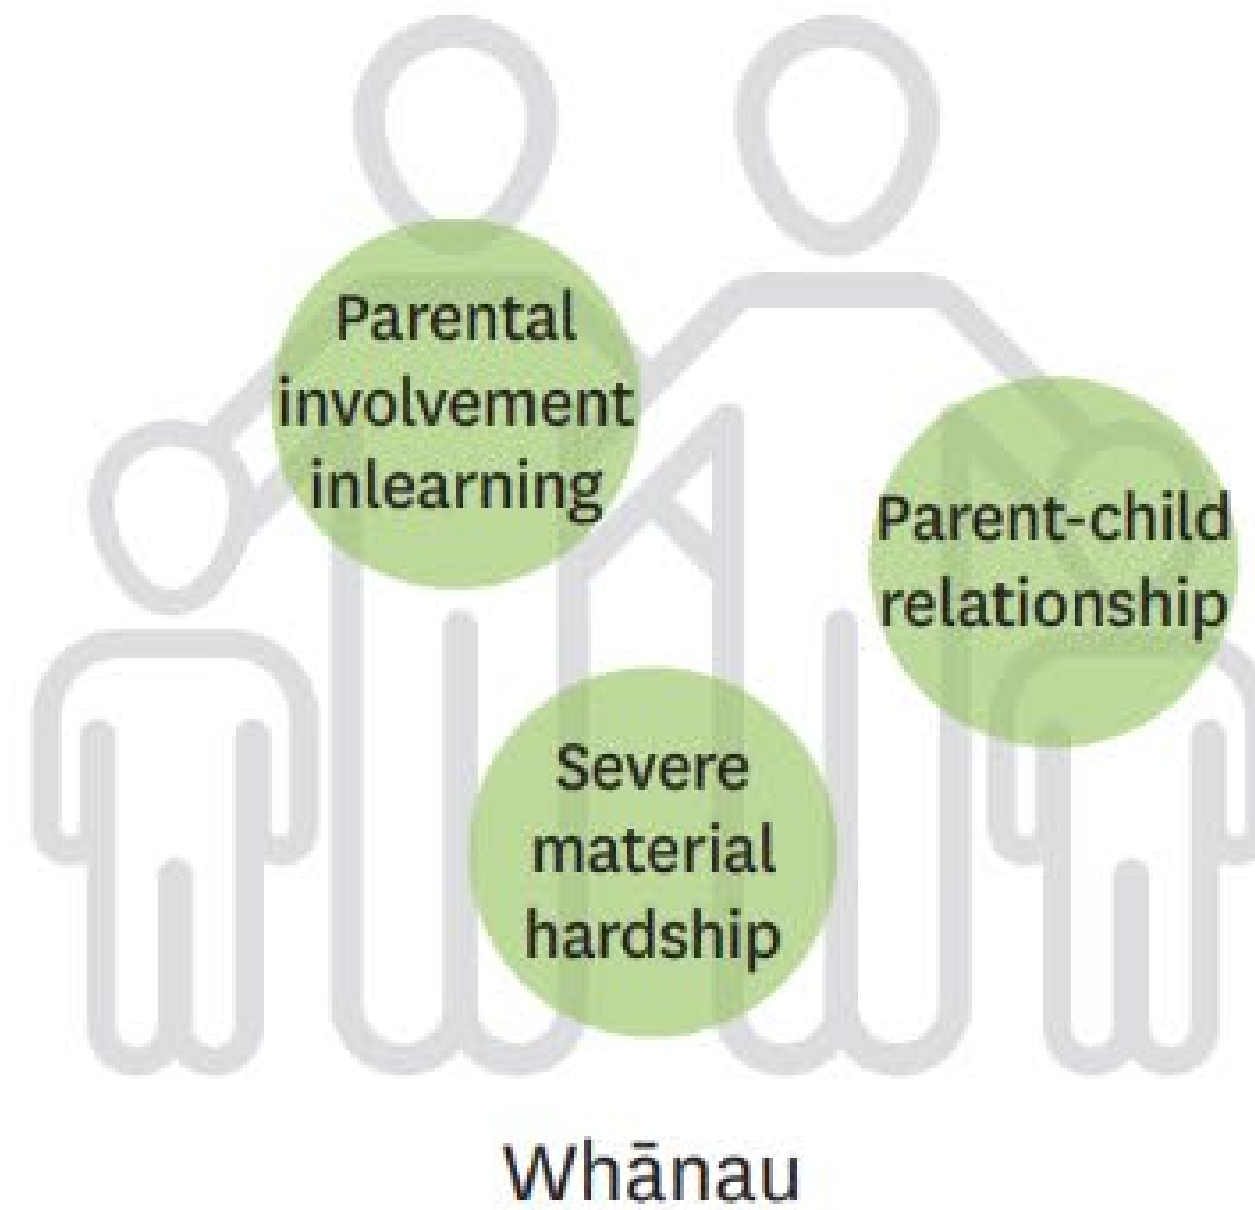 Parental
involvement
inlearning
Parent-child
relationship
Severe
material
hardship
Whānau